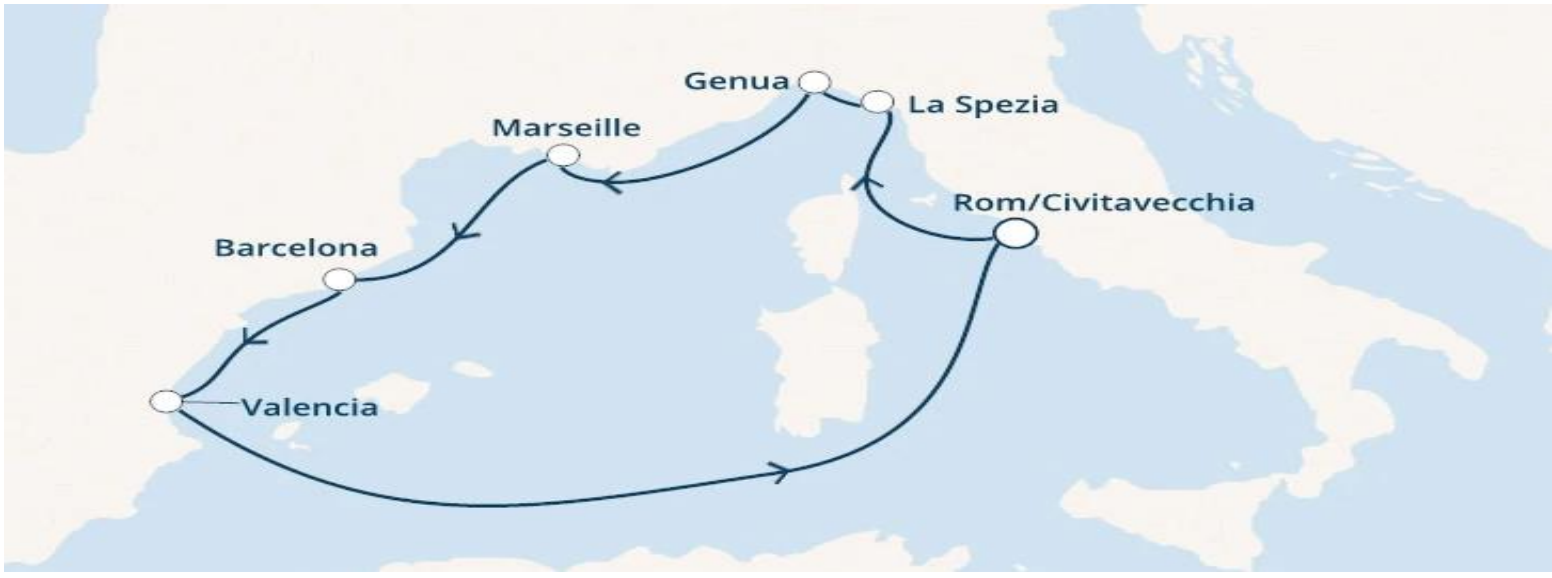 Genua
La Spezia
Marseille
Rom/Civitavecchia
Barcelona
Valencia